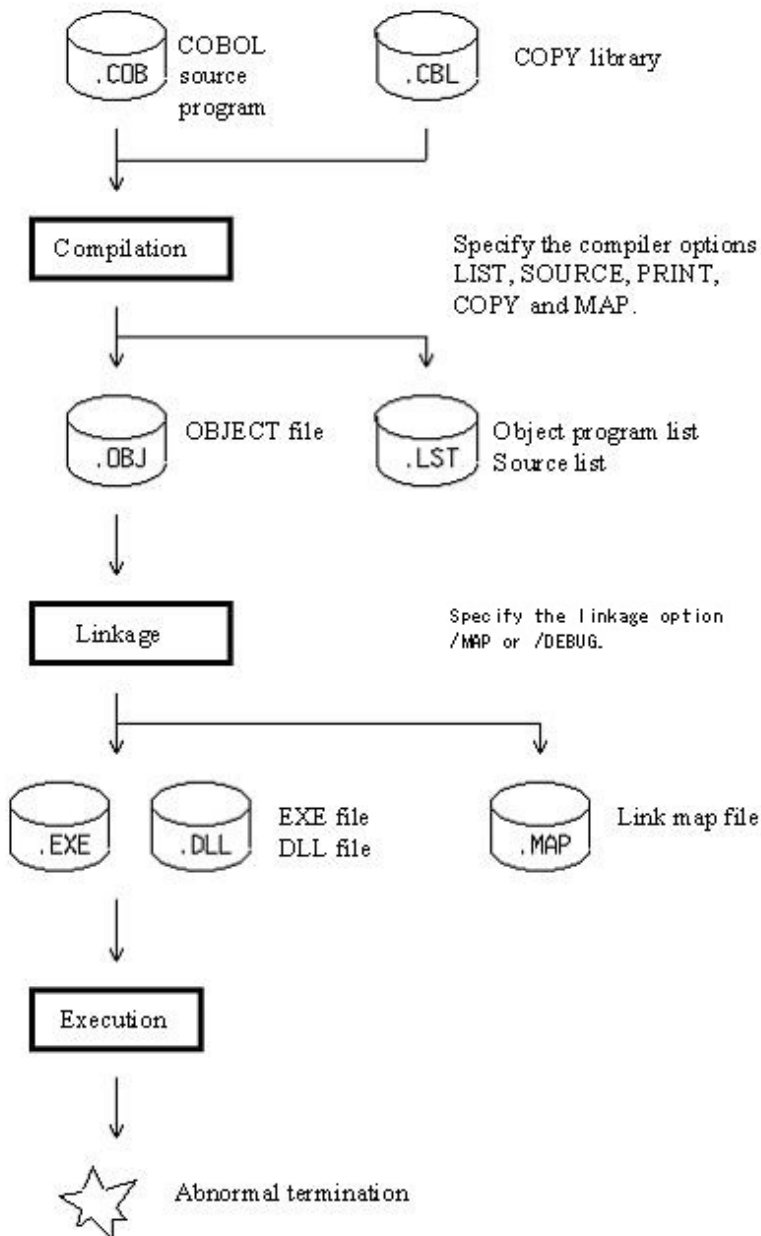 .COB
COBOL
source
program
.CBL
COPY library
Compilation
Specify the compiler options
LIST, SOURCE, PRINT,
COPY and MAP.
.OBJ
OBJECT file
.LST
Object program list
Source list
Linkage
Specify the linkage option
/MAP or /DEBUG.
.EXE
.DLL
EXE file
DLL file
.MAP
Link map file
Execution
Abnormal termination